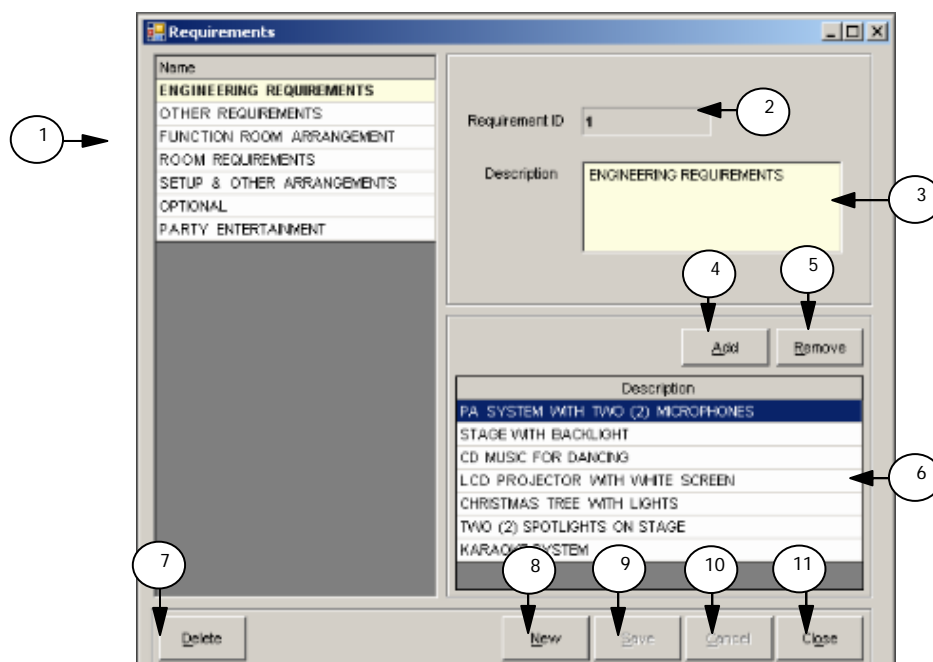 Requirements
Name
ENGINEERING REQUIREMENTS
OTHER REQUIREMENTS
FUNCTION ROOM ARRANGEMENT
ROOM REQUIREMENTS
SETUP & OTHER ARRANGEMENTS
OPTIONAL
PARTY ENTERTAINMENT
1
Requirement ID 1
2
Description ENGINEERING REQUIREMENTS
3
4
5
Add Remove
Description
PA SYSTEM WITH TWO (2) MICROPHONES
STAGE WITH BACKLIGHT
CD MUSIC FOR DANCING
LCD PROJECTOR WITH WHITE SCREEN
CHRISTMAS TREE WITH LIGHTS
TWO (2) SPOTLIGHTS ON STAGE
KARAOKE SYSTEM
6
7
8
9
10
11
Delete New Save Cancel Close